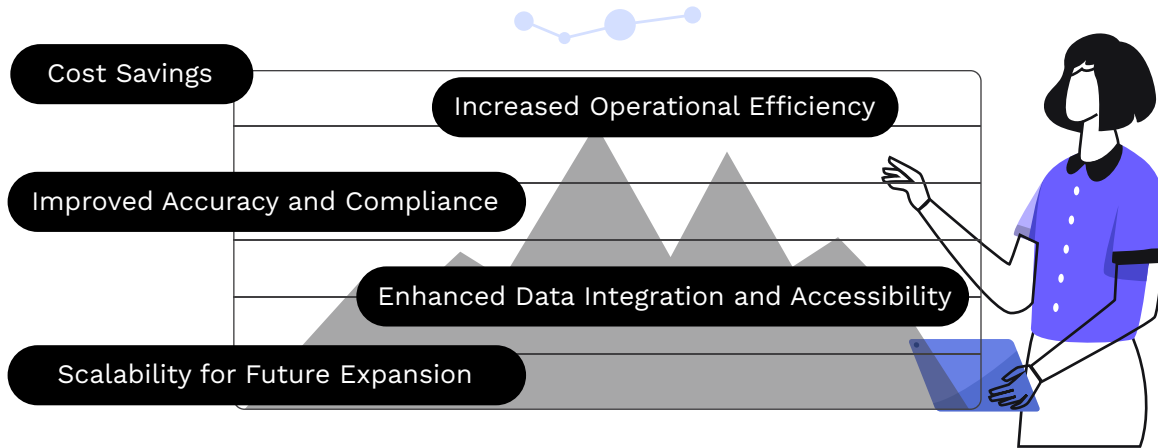 Cost Savings
Increased Operational Efficiency
Improved Accuracy and Compliance
Enhanced Data Integration and Accessibility
Scalability for Future Expansion